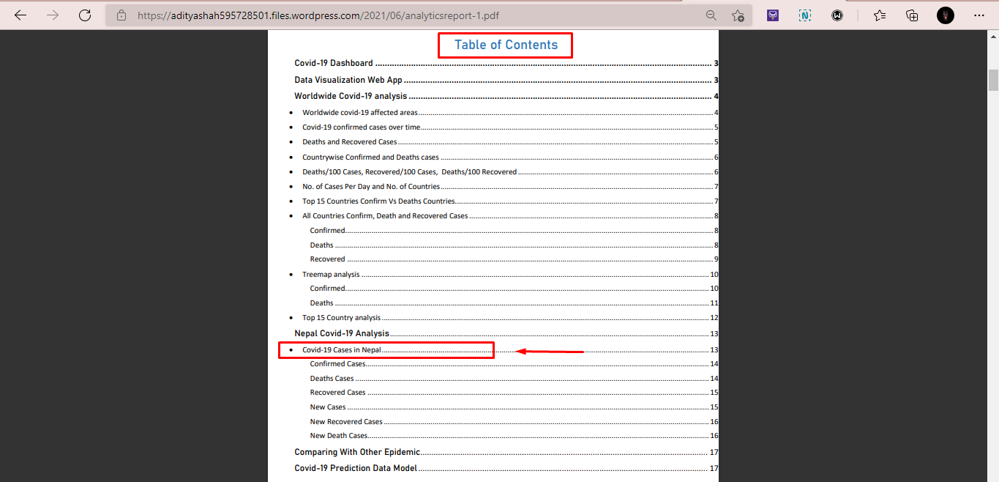 https://adityashah595728501.files.wordpress.com/2021/06/analyticsreport-1.pdf
Table of Contents
Covid-19 Dashboard ........ 3
Data Visualization Web App ........ 3
Worldwide Covid-19 analysis ........ 4
• Worldwide covid-19 affected areas ........ 4
• Covid-19 confirmed cases over time ........ 5
• Deaths and Recovered Cases ........ 5
• Countrywise Confirmed and Deaths cases ........ 6
• Deaths/100 Cases, Recovered/100 Cases, Deaths/100 Recovered ........ 6
• No. of Cases Per Day and No. of Countries ........ 7
• Top 15 Countries Confirm Vs Deaths Countries ........ 7
• All Countries Confirm, Death and Recovered Cases ........ 8
Confirmed ........ 8
Deaths ........ 8
Recovered ........ 9
• Treemap analysis ........ 10
Confirmed ........ 10
Deaths ........ 11
• Top 15 Country analysis ........ 12
Nepal Covid-19 Analysis ........ 13
• Covid-19 Cases in Nepal ........ 13
Confirmed Cases ........ 14
Deaths Cases ........ 14
Recovered Cases ........ 15
New Cases ........ 15
New Recovered Cases ........ 16
New Death Cases ........ 16
Comparing With Other Epidemic ........ 17
Covid-19 Prediction Data Model ........ 17